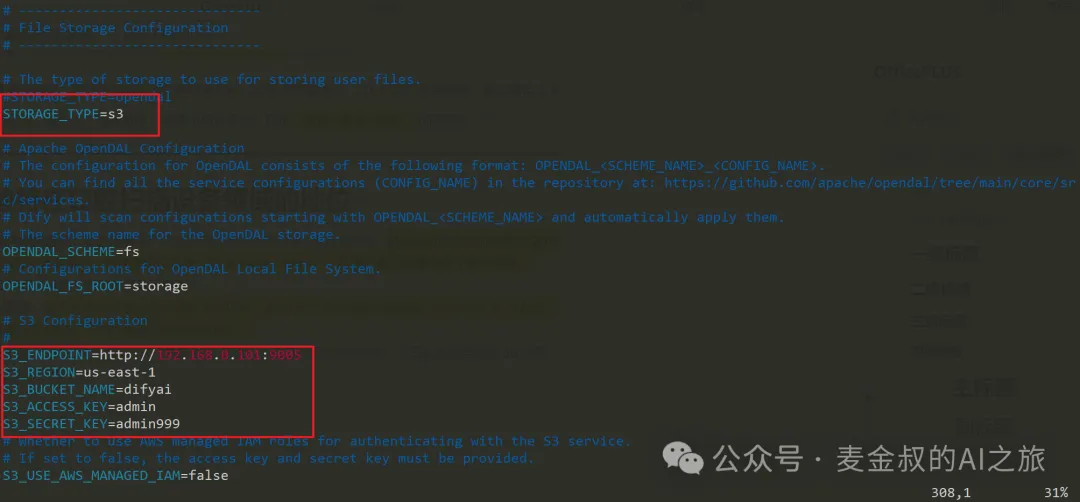 # ------------------------------
# File Storage Configuration
# ------------------------------
# The type of storage to use for storing user files.
#STORAGE_TYPE=opendal
STORAGE_TYPE=s3
# Apache OpenDAL Configuration
# The configuration for OpenDAL consists of the following format: OPENDAL_<SCHEME_NAME>_<CONFIG_NAME>.
# You can find all the service configurations (CONFIG_NAME) in the repository at: https://github.com/apache/opendal/tree/main/core/sr
c/services.
# Dify will scan configurations starting with OPENDAL_<SCHEME_NAME> and automatically apply them.
# The scheme name for the OpenDAL storage.
OPENDAL_SCHEME=fs
# Configurations for OpenDAL Local File System.
OPENDAL_FS_ROOT=storage
# S3 Configuration
#
S3_ENDPOINT=http://192.168.0.101:9005
S3_REGION=us-east-1
S3_BUCKET_NAME=difyai
S3_ACCESS_KEY=admin
S3_SECRET_KEY=admin999
# Whether to use AWS managed IAM roles for authenticating with the S3 service.
# If set to false, the access key and secret key must be provided.
S3_USE_AWS_MANAGED_IAM=false
公众号·麦金叔的AI之旅
308,1 31%